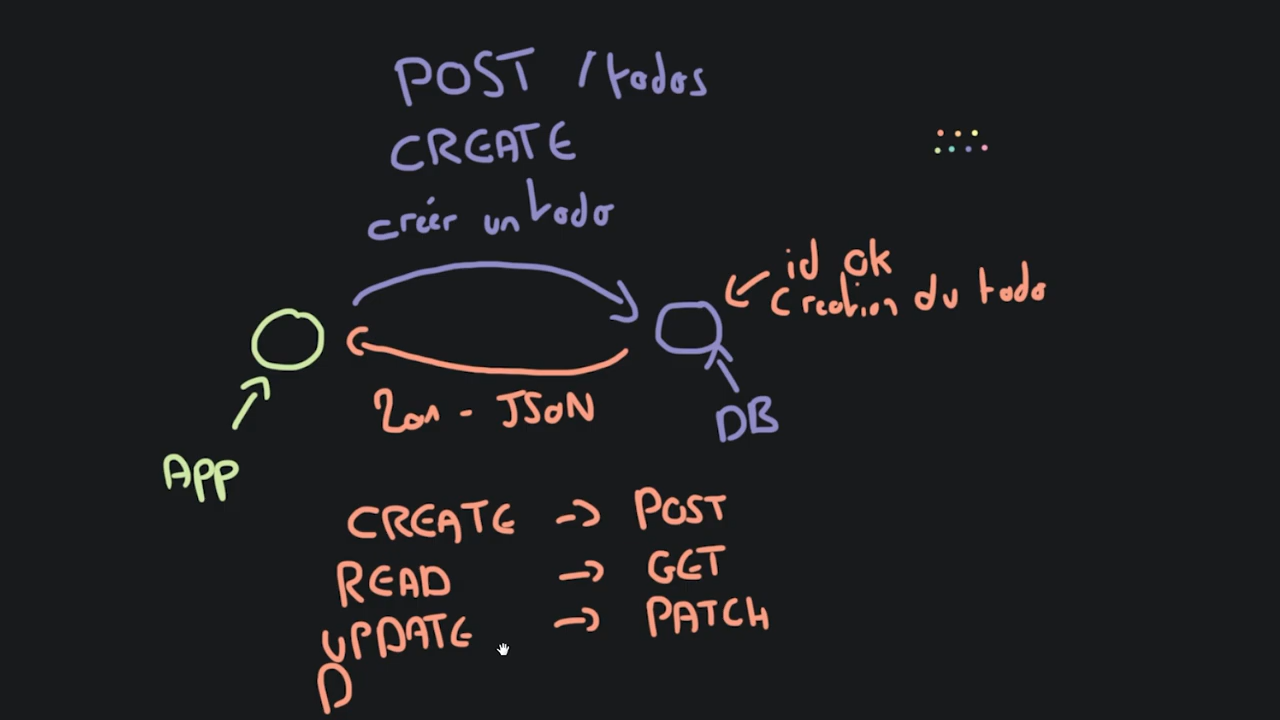 POST /todos
CREATE
créer un todo
id ok
Creation du todo
201 - JSON
DB
APP
CREATE -> POST
READ -> GET
UPDATE -> PATCH
D